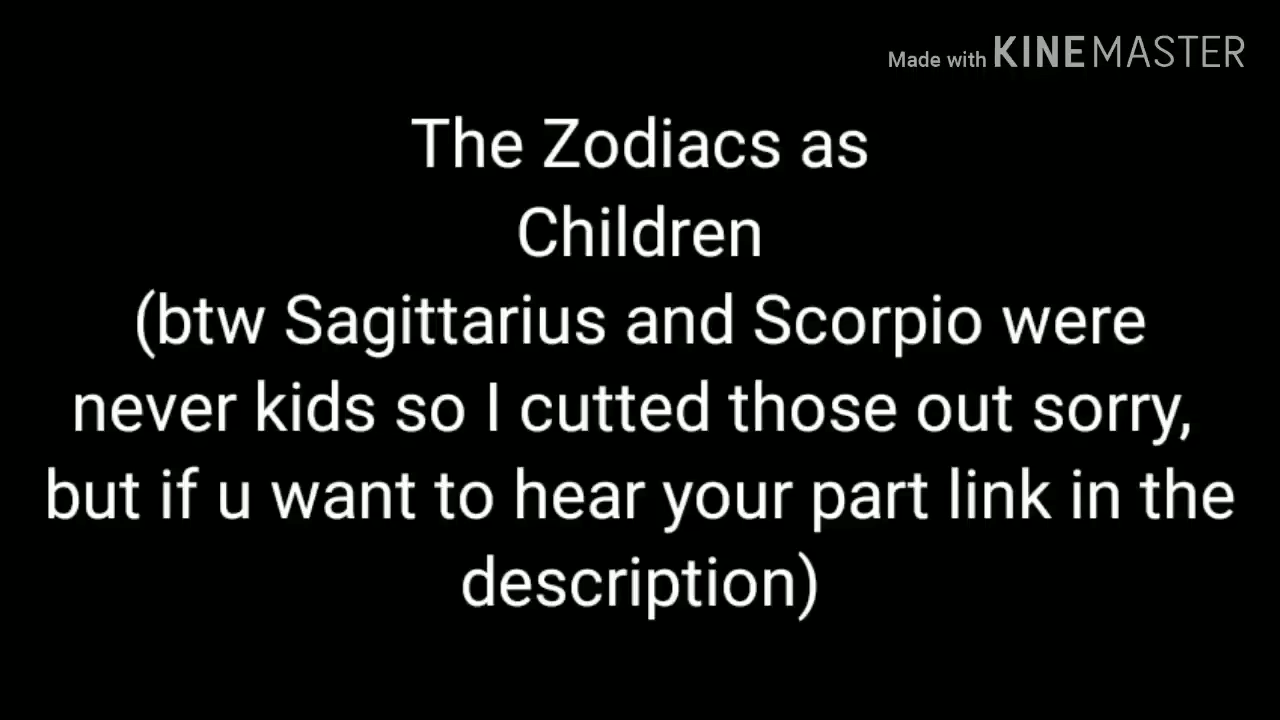 Made with KINEMASTER
The Zodiacs as
Children
(btw Sagittarius and Scorpio were
never kids so I cutted those out sorry,
but if u want to hear your part link in the
description)